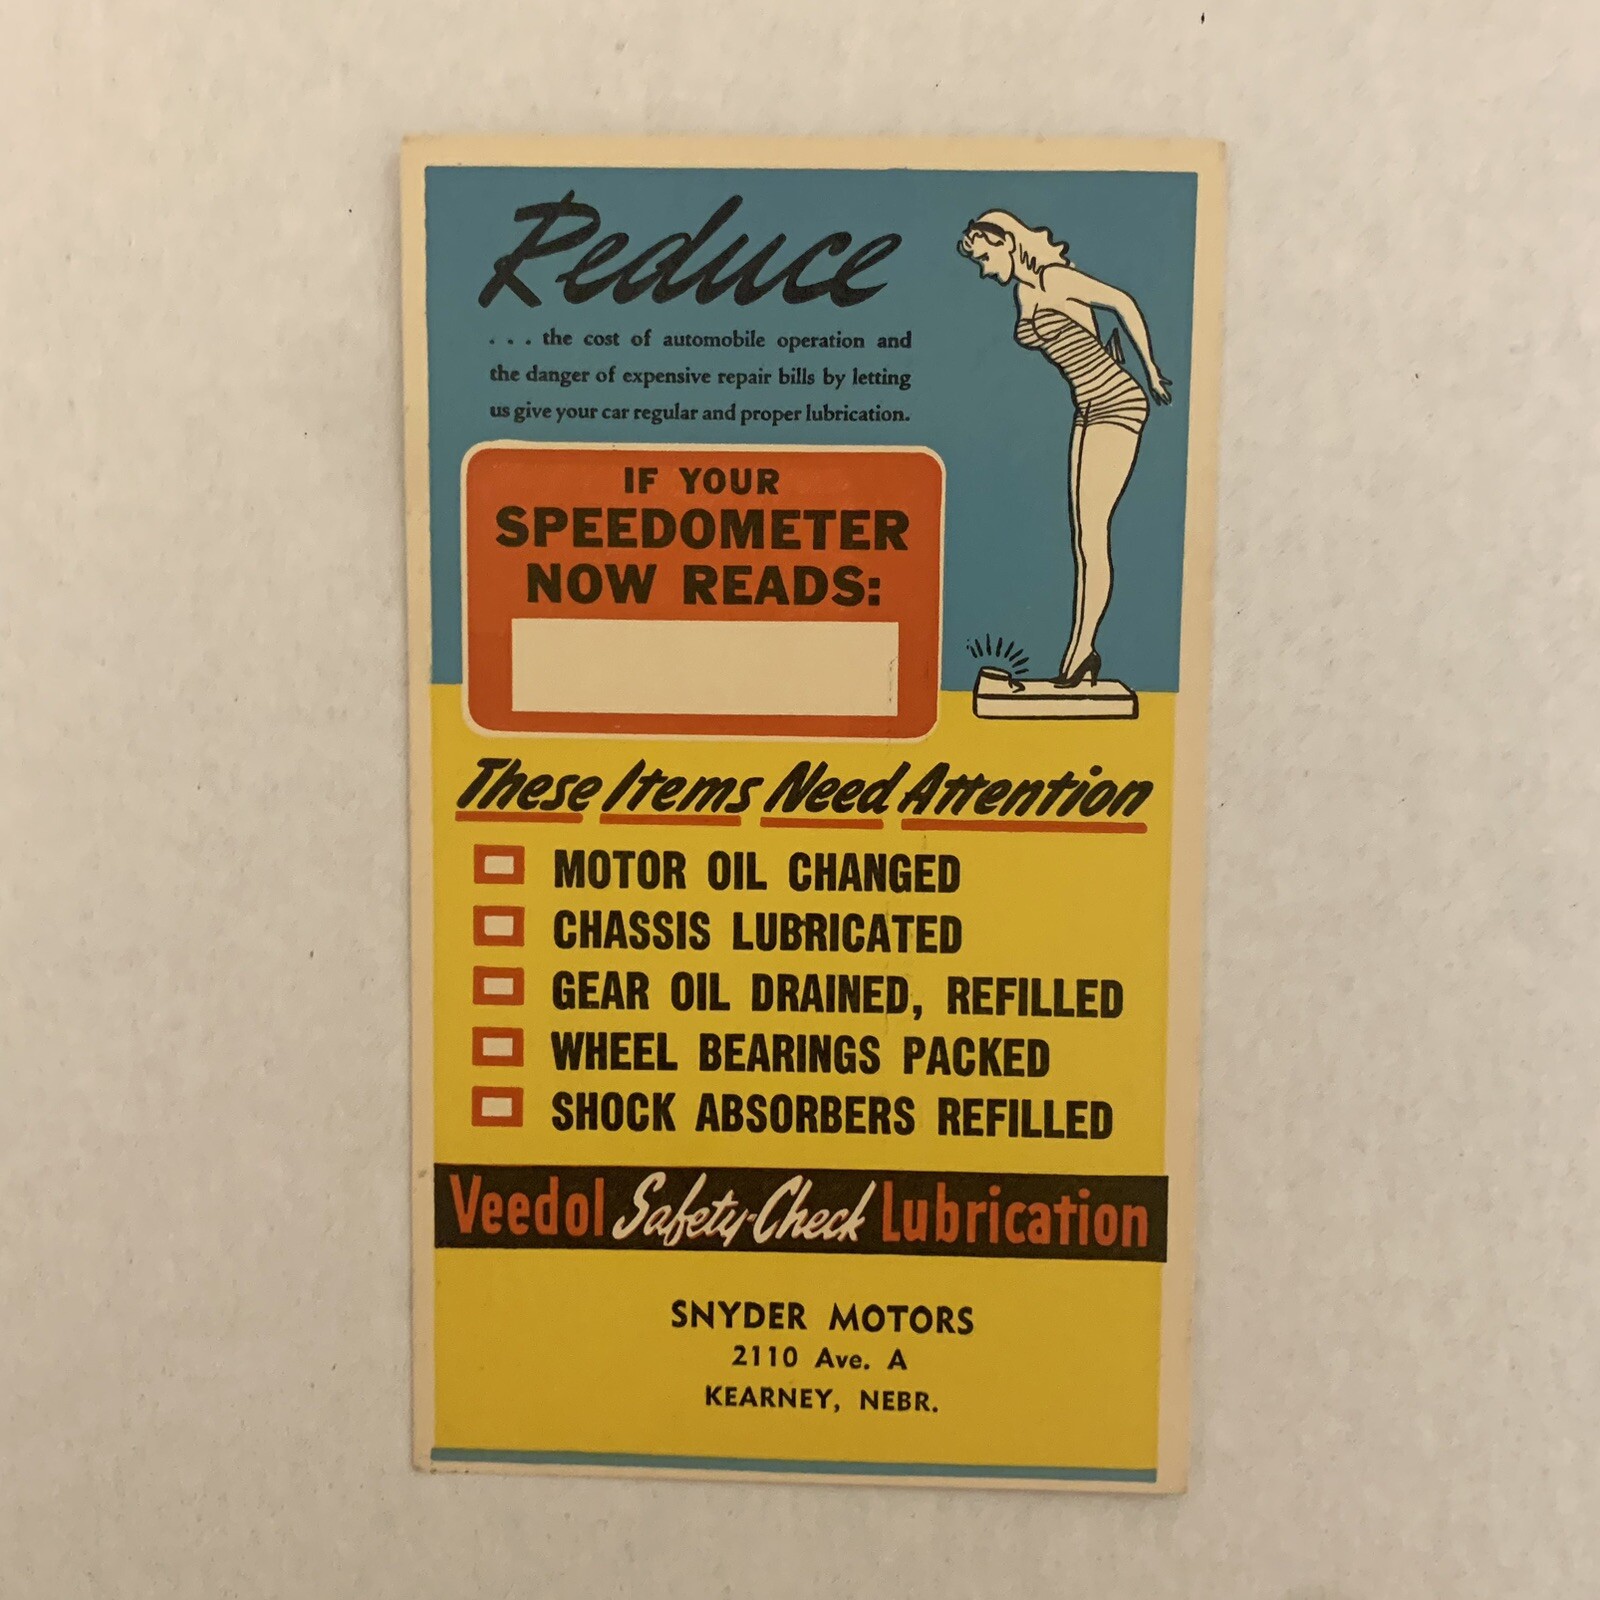 Reduce
. . . the cost of automobile operation and
the danger of expensive repair bills by letting
us give your car regular and proper lubrication.
IF YOUR
SPEEDOMETER
NOW READS:
These Items Need Attention
MOTOR OIL CHANGED
CHASSIS LUBRICATED
GEAR OIL DRAINED, REFILLED
WHEEL BEARINGS PACKED
SHOCK ABSORBERS REFILLED
Veedol Safety-Check Lubrication
SNYDER MOTORS
2110 Ave. A
KEARNEY, NEBR.